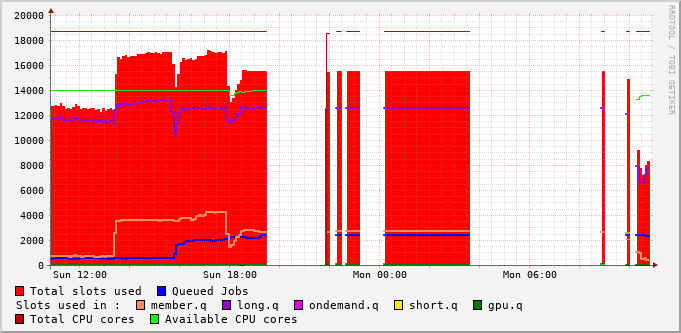 20000
18000
16000
14000
12000
10000
8000
6000
4000
2000
0
Sun 12:00 Sun 18:00 Mon 00:00 Mon 06:00
RRDTOOL / TOBI OETIKER
Total slots used Queued Jobs
Slots used in : member.q long.q ondemand.q short.q gpu.q
Total CPU cores Available CPU cores